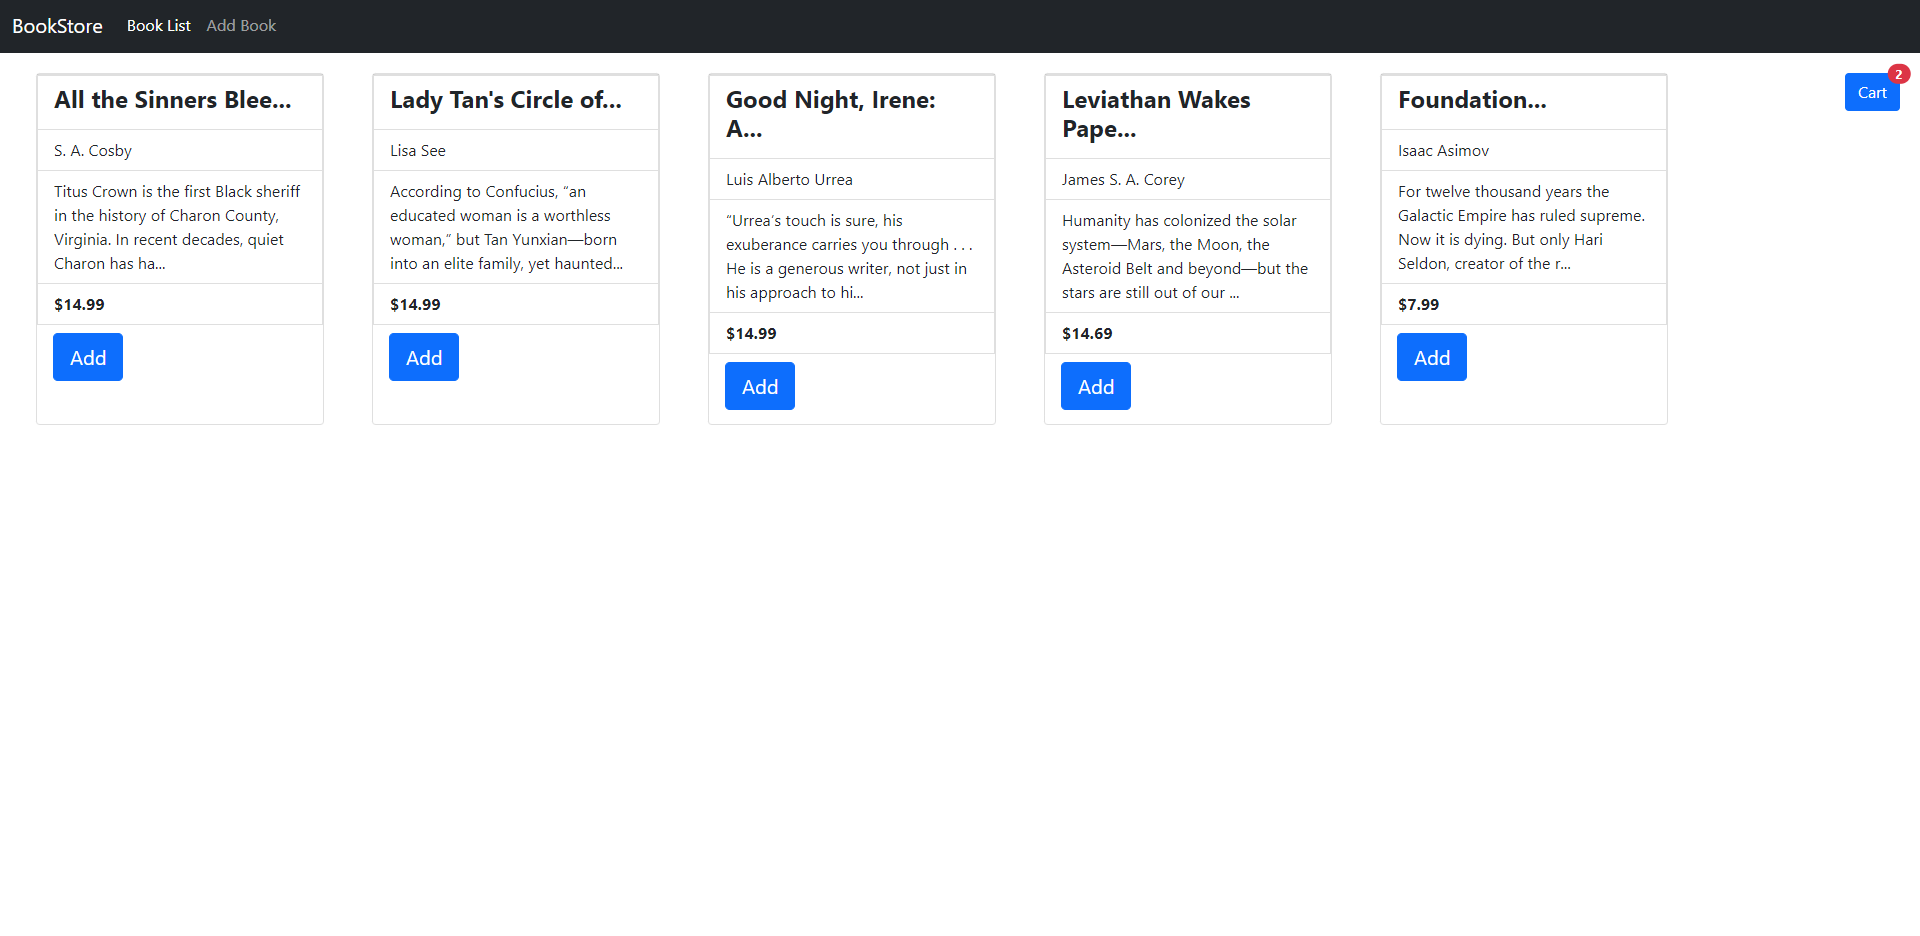 BookStore Book List Add Book
Cart 2
All the Sinners Blee...
S. A. Cosby
Titus Crown is the first Black sheriff
in the history of Charon County,
Virginia. In recent decades, quiet
Charon has ha...
$14.99
Add
Lady Tan's Circle of...
Lisa See
According to Confucius, “an
educated woman is a worthless
woman,” but Tan Yunxian—born
into an elite family, yet haunted...
$14.99
Add
Good Night, Irene:
A...
Luis Alberto Urrea
“Urrea’s touch is sure, his
exuberance carries you through . . .
He is a generous writer, not just in
his approach to hi...
$14.99
Add
Leviathan Wakes
Pape...
James S. A. Corey
Humanity has colonized the solar
system—Mars, the Moon, the
Asteroid Belt and beyond—but the
stars are still out of our ...
$14.69
Add
Foundation...
Isaac Asimov
For twelve thousand years the
Galactic Empire has ruled supreme.
Now it is dying. But only Hari
Seldon, creator of the r...
$7.99
Add